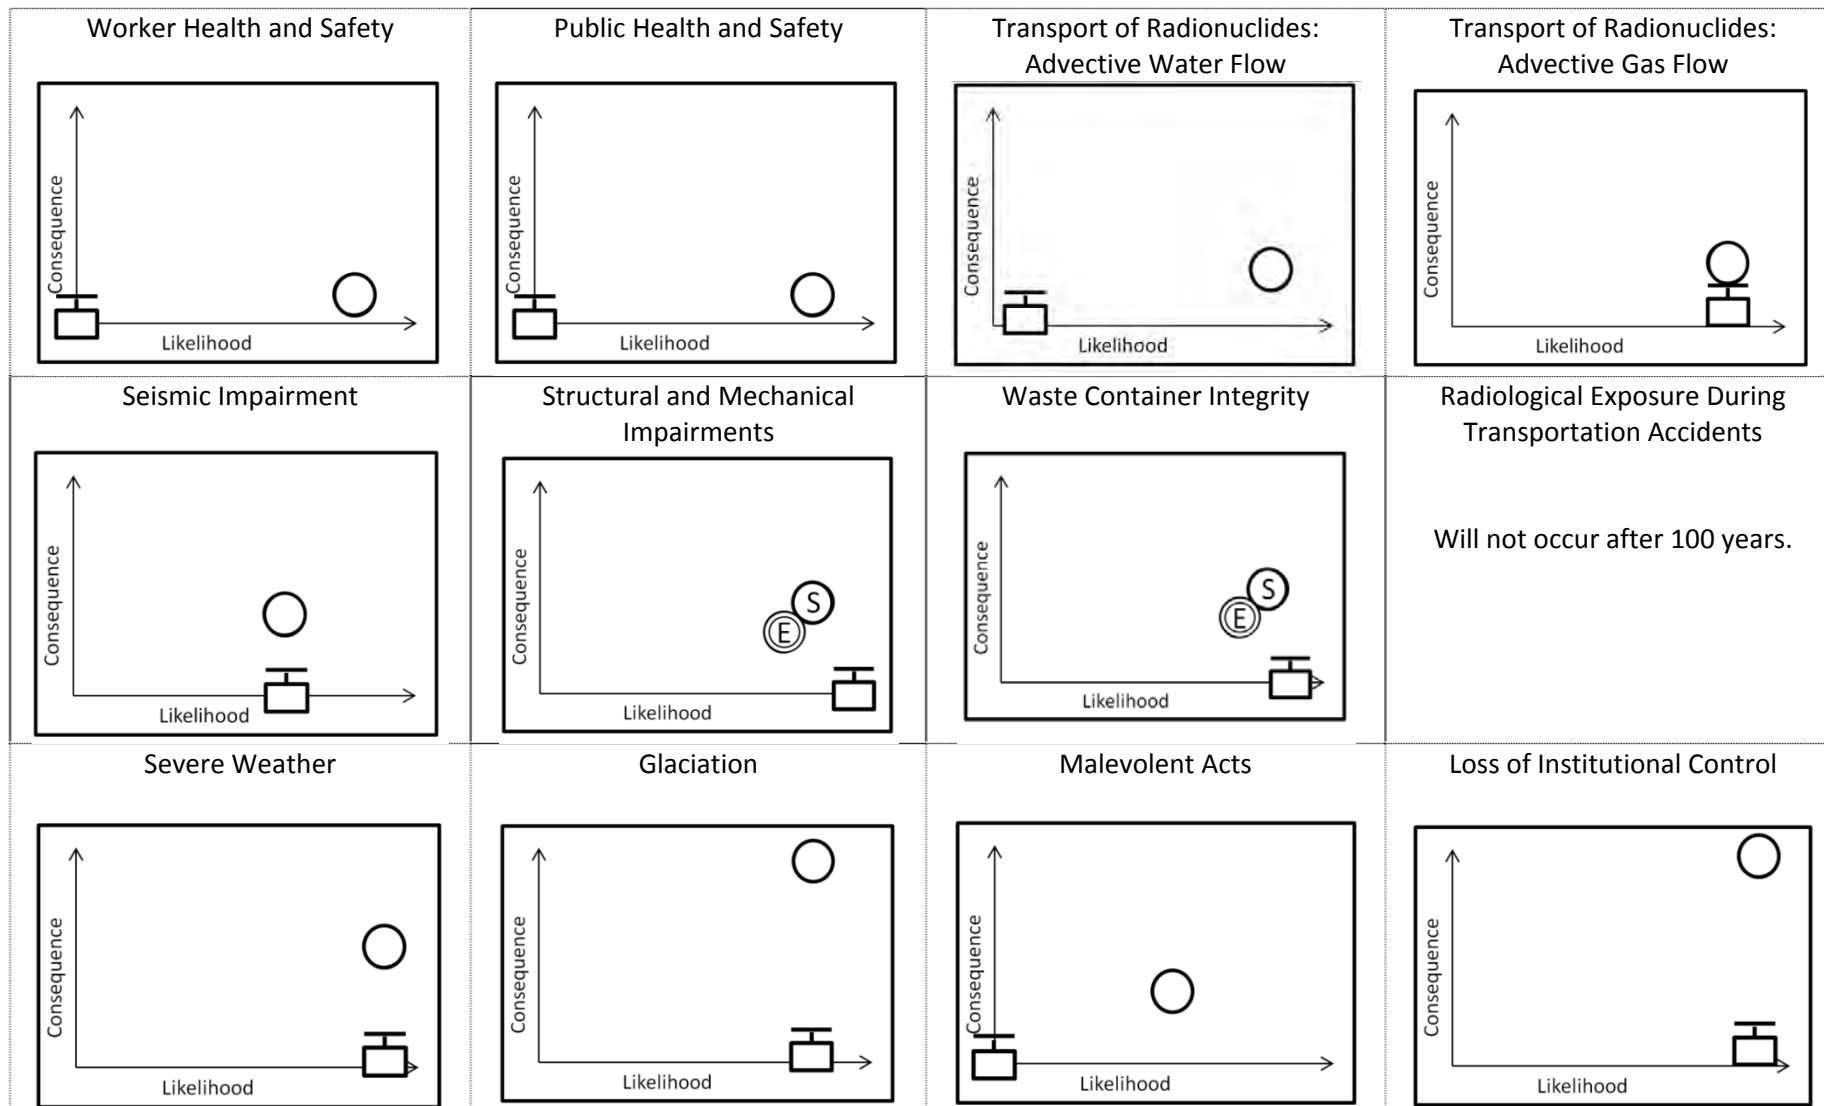 Worker Health and Safety
Consequence
Likelihood
Public Health and Safety
Consequence
Likelihood
Transport of Radionuclides:
Advective Water Flow
Consequence
Likelihood
Transport of Radionuclides:
Advective Gas Flow
Consequence
Likelihood
Seismic Impairment
Consequence
Likelihood
Structural and Mechanical
Impairments
Consequence
S
E
Likelihood
Waste Container Integrity
Consequence
S
E
Likelihood
Radiological Exposure During
Transportation Accidents
Will not occur after 100 years.
Severe Weather
Consequence
Likelihood
Glaciation
Consequence
Likelihood
Malevolent Acts
Consequence
Likelihood
Loss of Institutional Control
Consequence
Likelihood